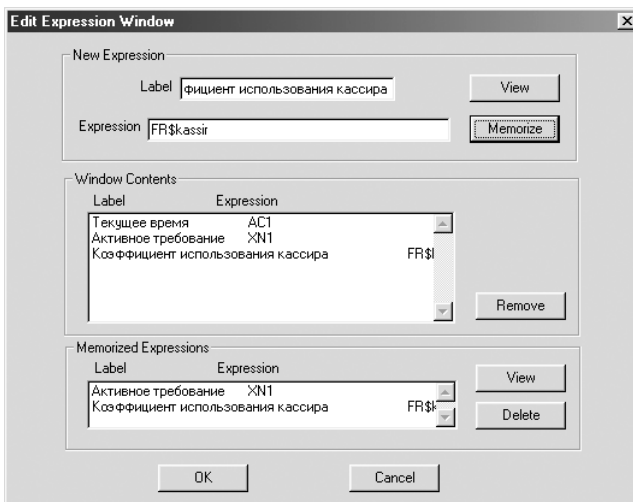 Edit Expression Window
New Expression
Label фициент использования кассира View
Expression FR$kassir Memorize
Window Contents
Label Expression
Текущее время AC1
Активное требование XN1
Коэффициент использования кассира FR$
Remove
Memorized Expressions
Label Expression
Активное требование XN1
Коэффициент использования кассира FR$k
View
Delete
OK Cancel